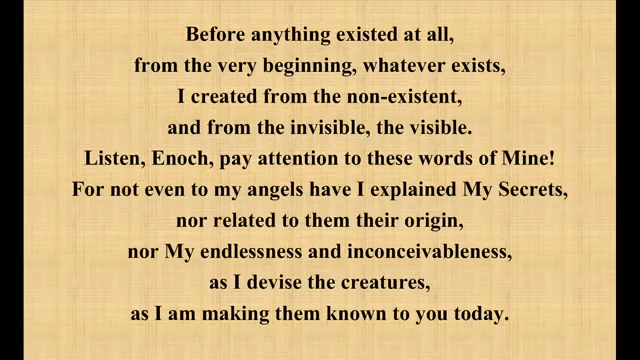 Before anything existed at all,
from the very beginning, whatever exists,
I created from the non-existent,
and from the invisible, the visible.
Listen, Enoch, pay attention to these words of Mine!
For not even to my angels have I explained My Secrets,
nor related to them their origin,
nor My endlessness and inconceivableness,
as I devise the creatures,
as I am making them known to you today.